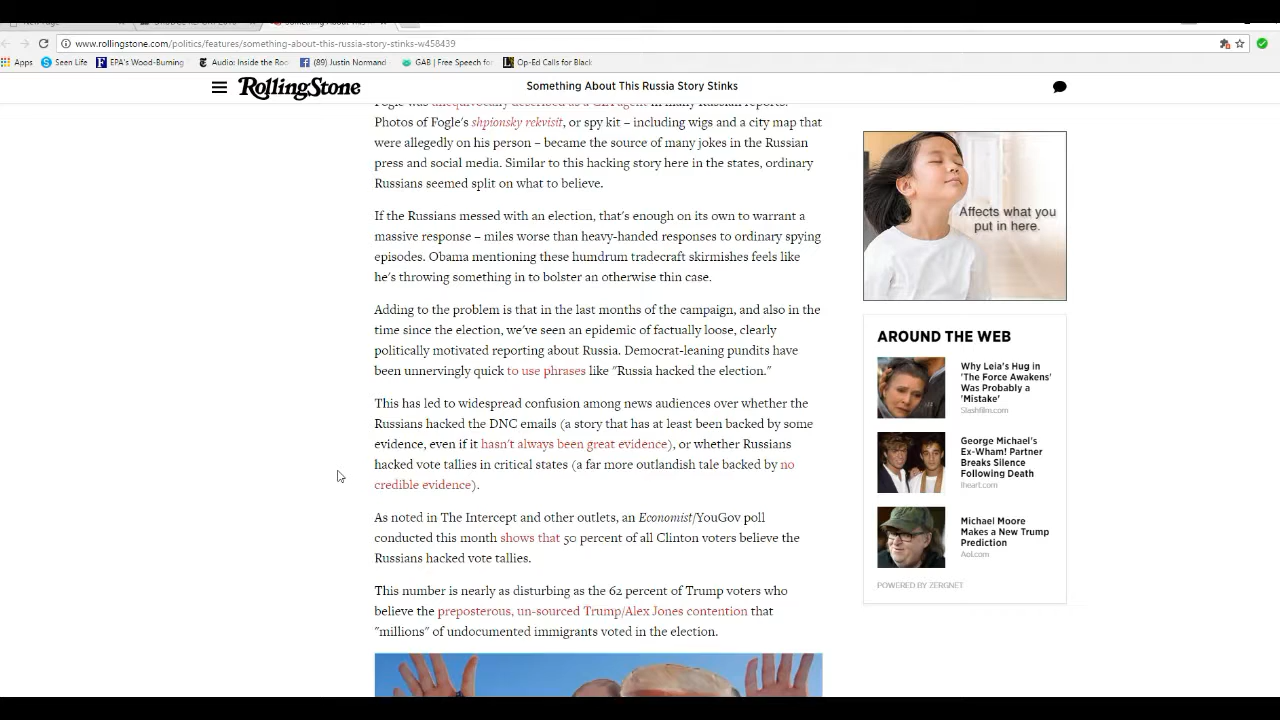 www.rollingstone.com/politics/features/something-about-this-russia-story-stinks-w458439
Apps
Seen Life
EPA's Wood-Burning
Audio: Inside the Roo
(89) Justin Normand
GAB | Free Speech for
Op-Ed Calls for Black
RollingStone
Something About This Russia Story Stinks
Fogle was unequivocally described as a CIA agent in many Russian reports.
Photos of Fogle's shpionsky rekvisit, or spy kit – including wigs and a city map that
were allegedly on his person – became the source of many jokes in the Russian
press and social media. Similar to this hacking story here in the states, ordinary
Russians seemed split on what to believe.
If the Russians messed with an election, that's enough on its own to warrant a
massive response – miles worse than heavy-handed responses to ordinary spying
episodes. Obama mentioning these humdrum tradecraft skirmishes feels like
he's throwing something in to bolster an otherwise thin case.
Adding to the problem is that in the last months of the campaign, and also in the
time since the election, we've seen an epidemic of factually loose, clearly
politically motivated reporting about Russia. Democrat-leaning pundits have
been unnervingly quick to use phrases like "Russia hacked the election."
This has led to widespread confusion among news audiences over whether the
Russians hacked the DNC emails (a story that has at least been backed by some
evidence, even if it hasn't always been great evidence), or whether Russians
hacked vote tallies in critical states (a far more outlandish tale backed by no
credible evidence).
As noted in The Intercept and other outlets, an Economist/YouGov poll
conducted this month shows that 50 percent of all Clinton voters believe the
Russians hacked vote tallies.
This number is nearly as disturbing as the 62 percent of Trump voters who
believe the preposterous, un-sourced Trump/Alex Jones contention that
"millions" of undocumented immigrants voted in the election.
Affects what you
put in here.
AROUND THE WEB
Why Leia's Hug in
'The Force Awakens'
Was Probably a
'Mistake'
Slashfilm.com
George Michael's
Ex-Wham! Partner
Breaks Silence
Following Death
Iheart.com
Michael Moore
Makes a New Trump
Prediction
Aol.com
POWERED BY ZERGNET